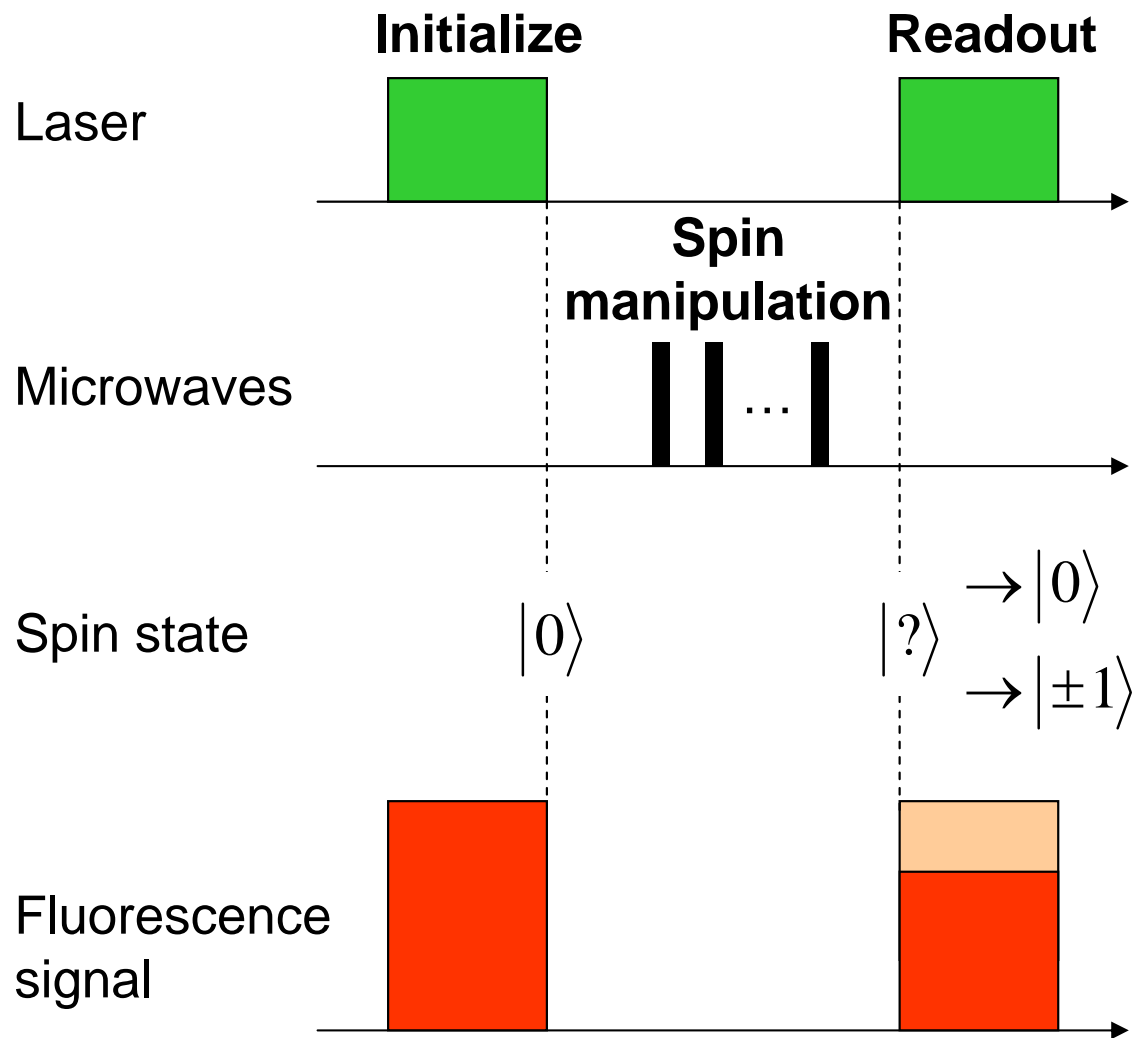 Initialize Readout
Laser
Spin
manipulation
Microwaves
…
Spin state |0⟩ |?⟩ →|0⟩
→|±1⟩
Fluorescence
signal